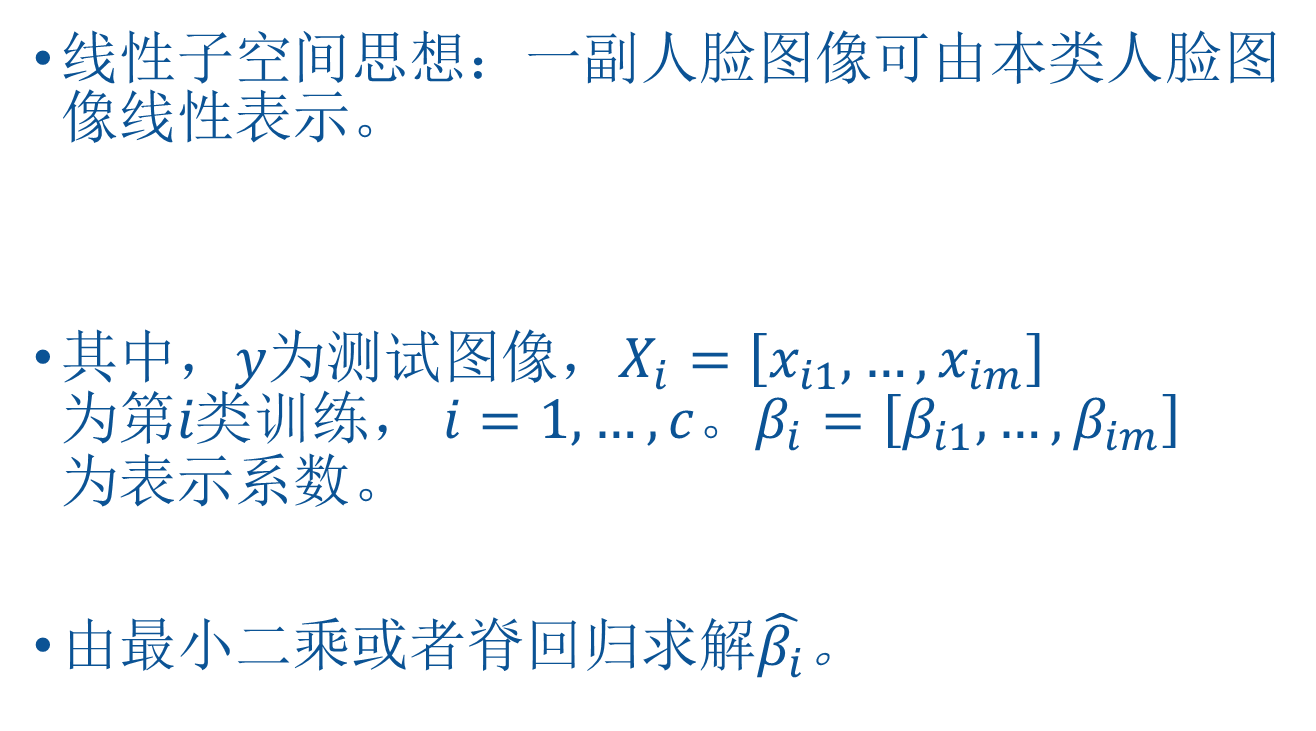 •线性子空间思想：一副人脸图像可由本类人脸图
像线性表示。
•其中，y为测试图像，X_i = [x_{i1}, … , x_{im}]
为第i类训练， i = 1, … , c。β_i = [β_{i1}, … , β_{im}]
为表示系数。
•由最小二乘或者脊回归求解\hat{β}_i。